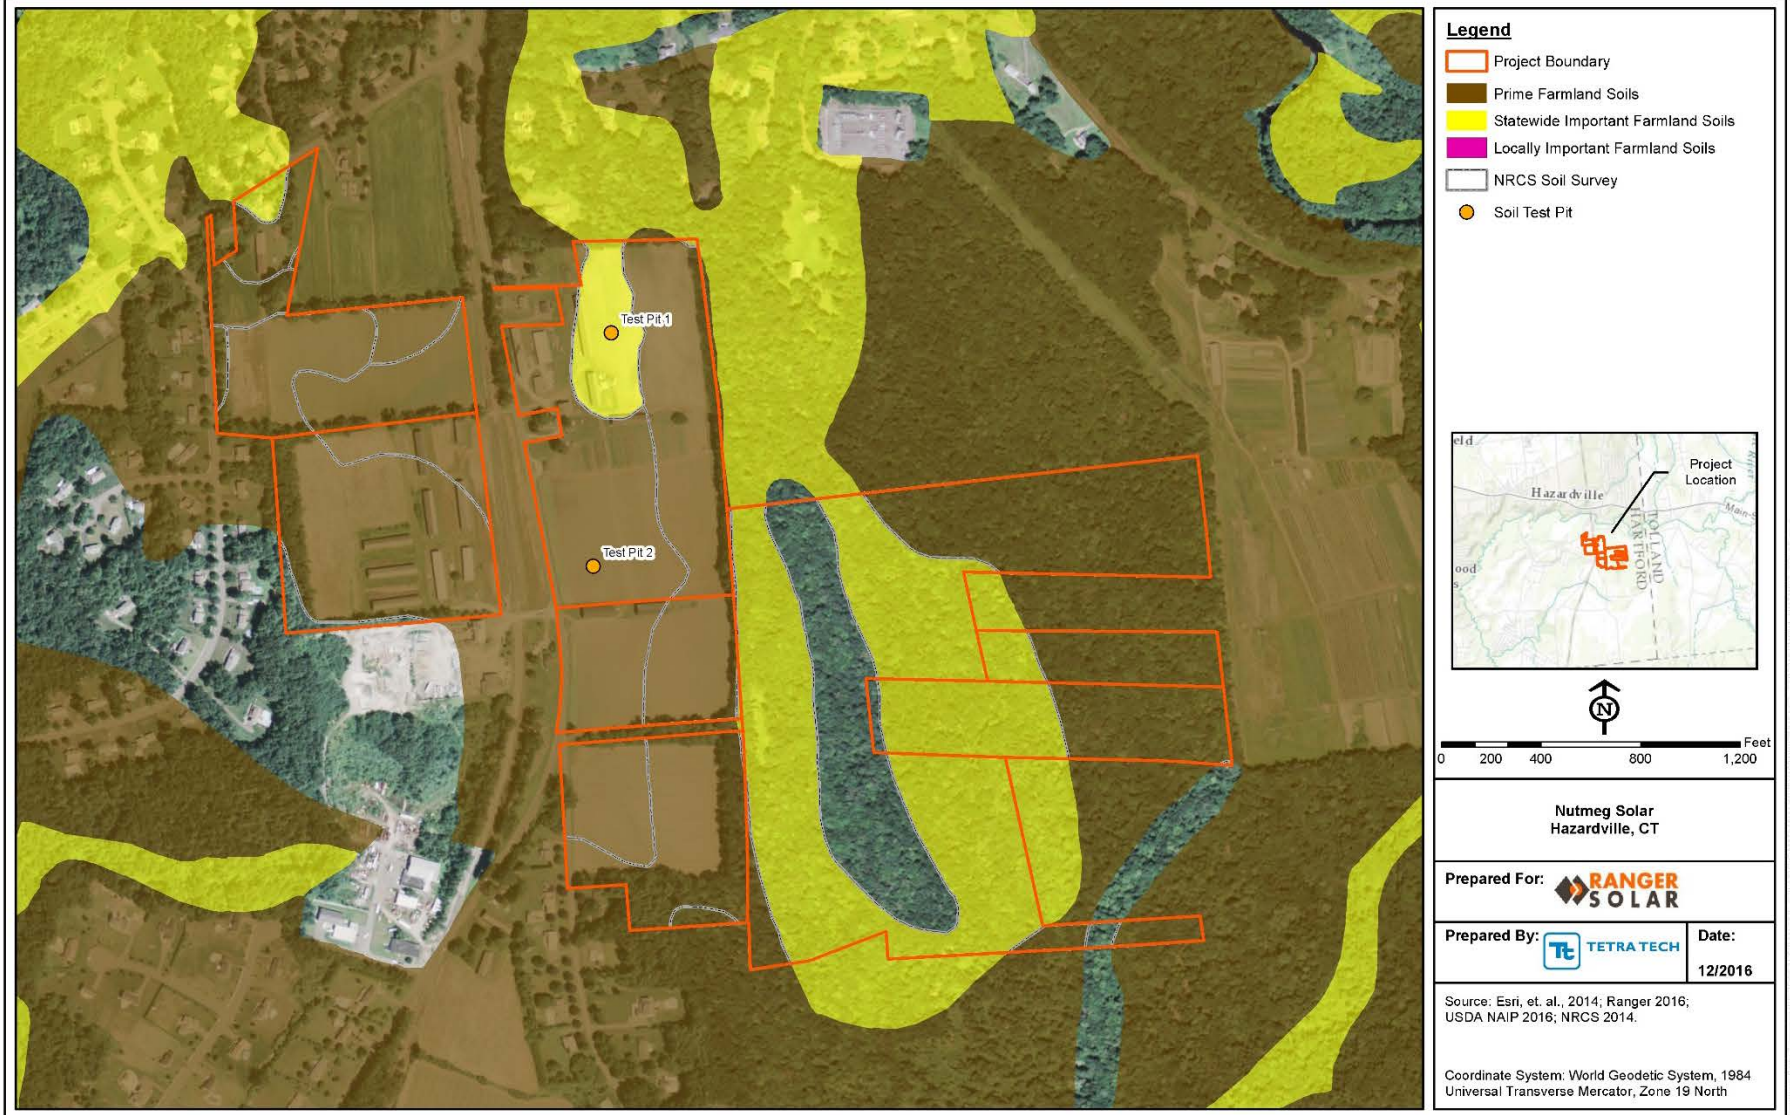 Test Pit 1
Test Pit 2
Legend
Project Boundary
Prime Farmland Soils
Statewide Important Farmland Soils
Locally Important Farmland Soils
NRCS Soil Survey
Soil Test Pit
eld
Project
Location
Hazardville
Main-S
TOLLAND
HARTFORD
ood
s
N
Feet
0 200 400 800 1,200
Nutmeg Solar
Hazardville, CT
Prepared For:
RANGER
SOLAR
Prepared By:
Tt TETRA TECH
Date:
12/2016
Source: Esri, et. al., 2014; Ranger 2016;
USDA NAIP 2016; NRCS 2014.
Coordinate System: World Geodetic System, 1984
Universal Transverse Mercator, Zone 19 North